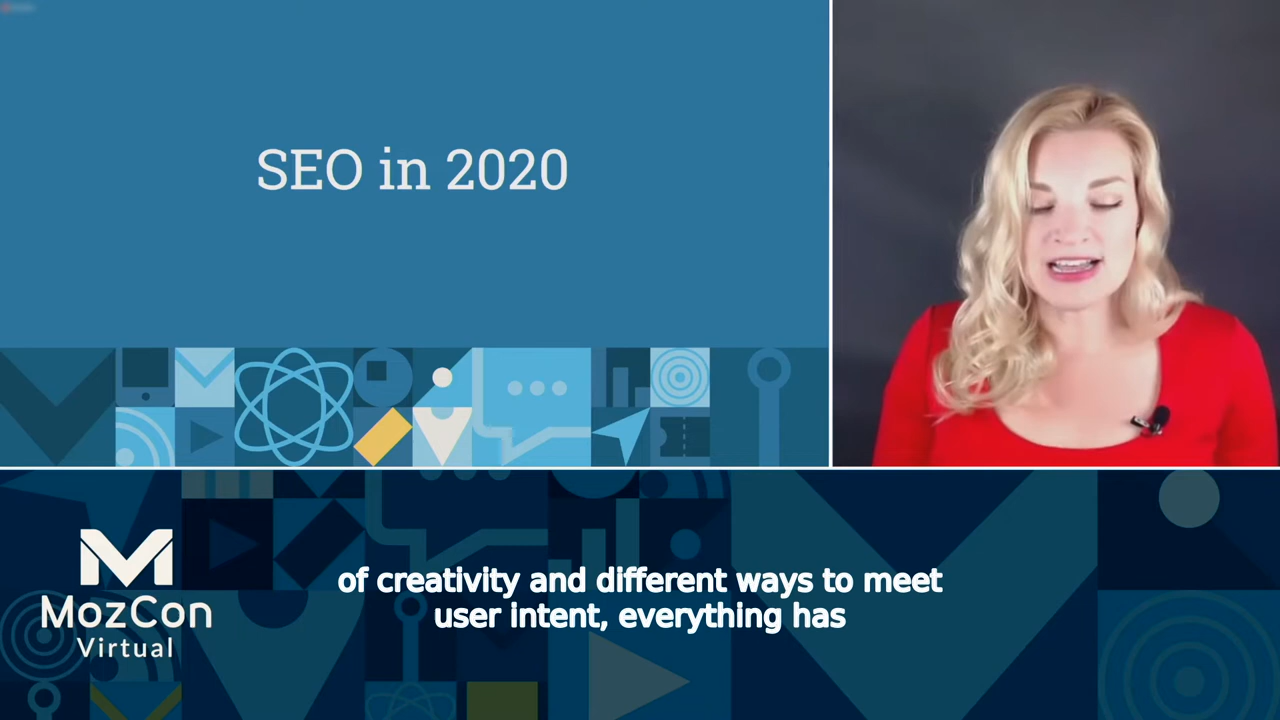 SEO in 2020
MozCon
Virtual
of creativity and different ways to meet
user intent, everything has